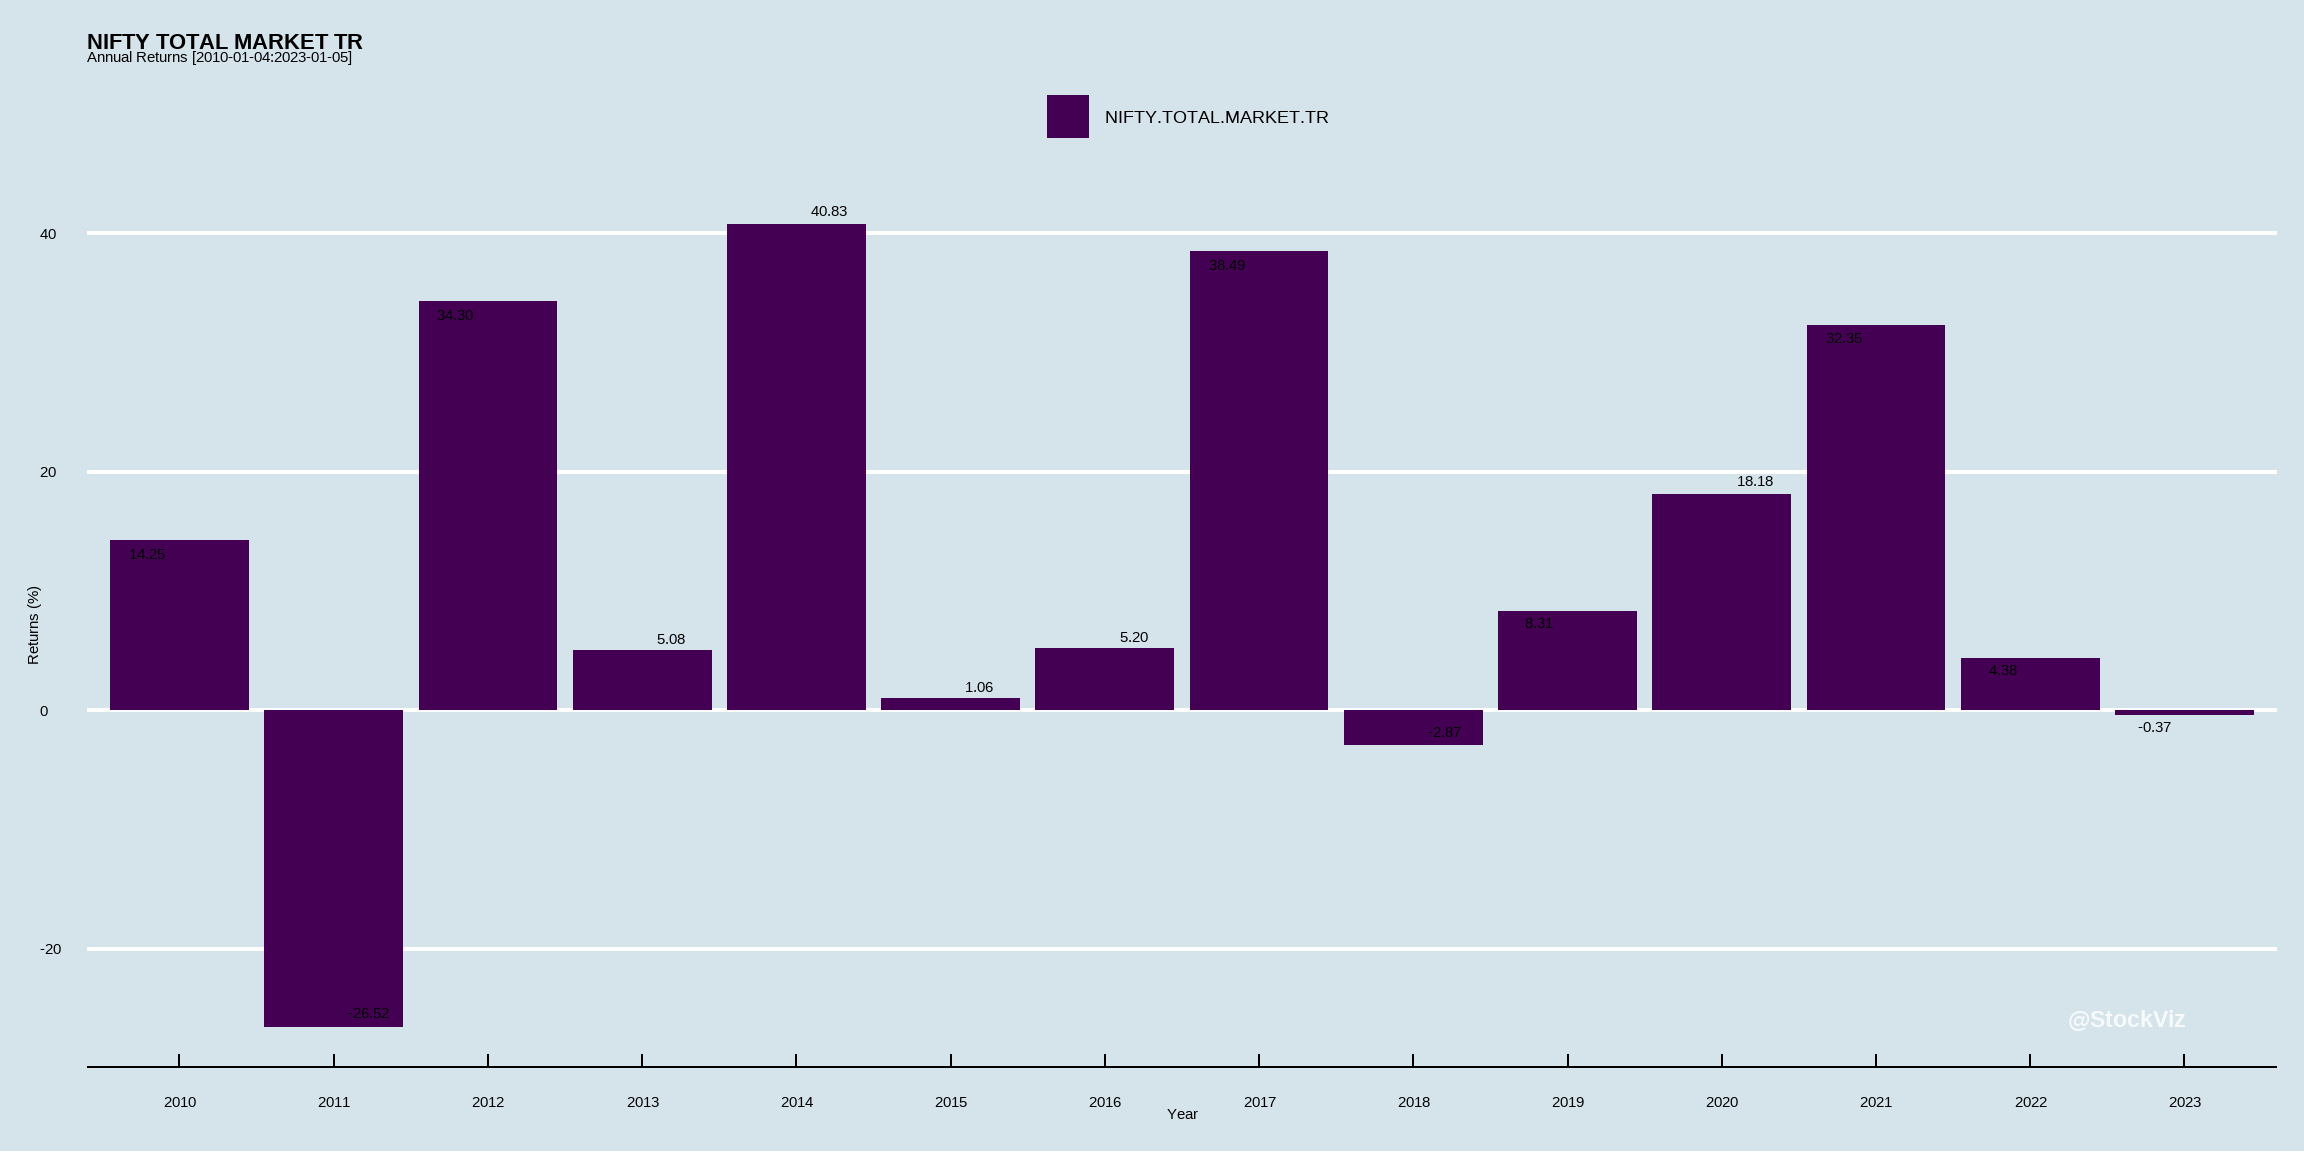 NIFTY TOTAL MARKET TR
Annual Returns [2010-01-04:2023-01-05]
NIFTY.TOTAL.MARKET.TR
40.83
40
38.49
34.30
32.35
20
18.18
14.25
Returns (%)
5.08
5.20
8.31
1.06
4.38
0
-2.87
-0.37
-20
-26.52
@StockViz
2010 2011 2012 2013 2014 2015 2016 2017 2018 2019 2020 2021 2022 2023
Year